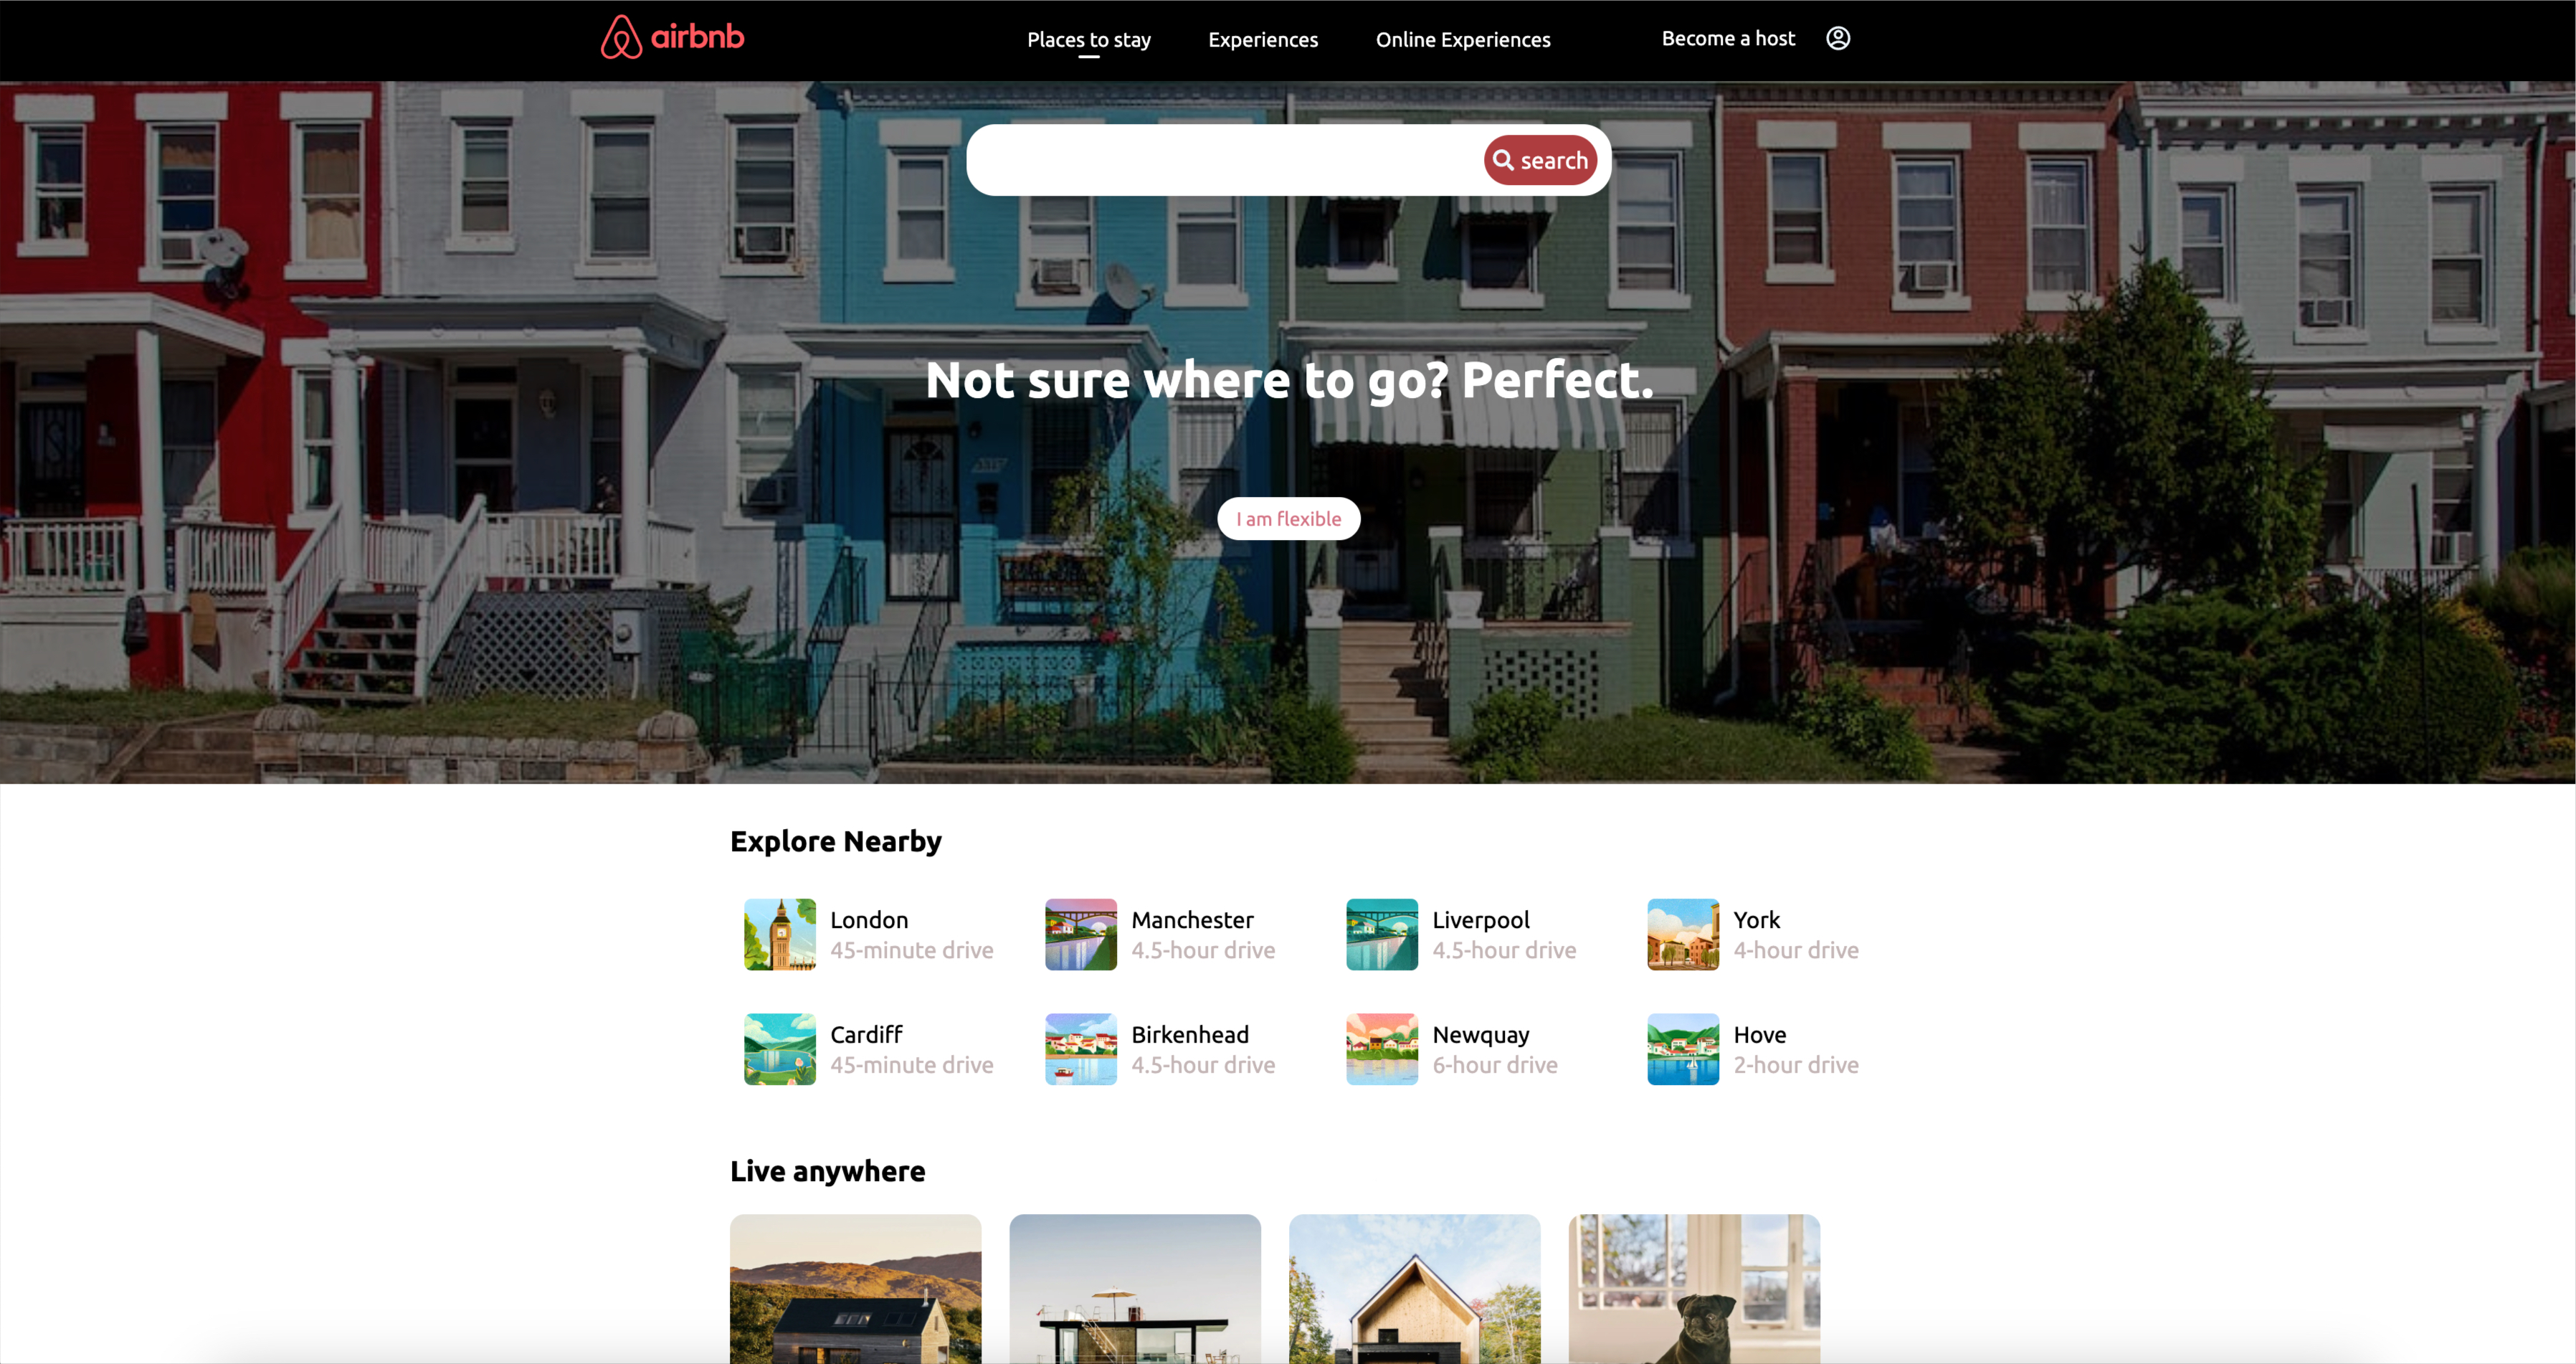 airbnb
Places to stay
Experiences
Online Experiences
Become a host
search
Not sure where to go? Perfect.
I am flexible
Explore Nearby
London
45-minute drive
Manchester
4.5-hour drive
Liverpool
4.5-hour drive
York
4-hour drive
Cardiff
45-minute drive
Birkenhead
4.5-hour drive
Newquay
6-hour drive
Hove
2-hour drive
Live anywhere